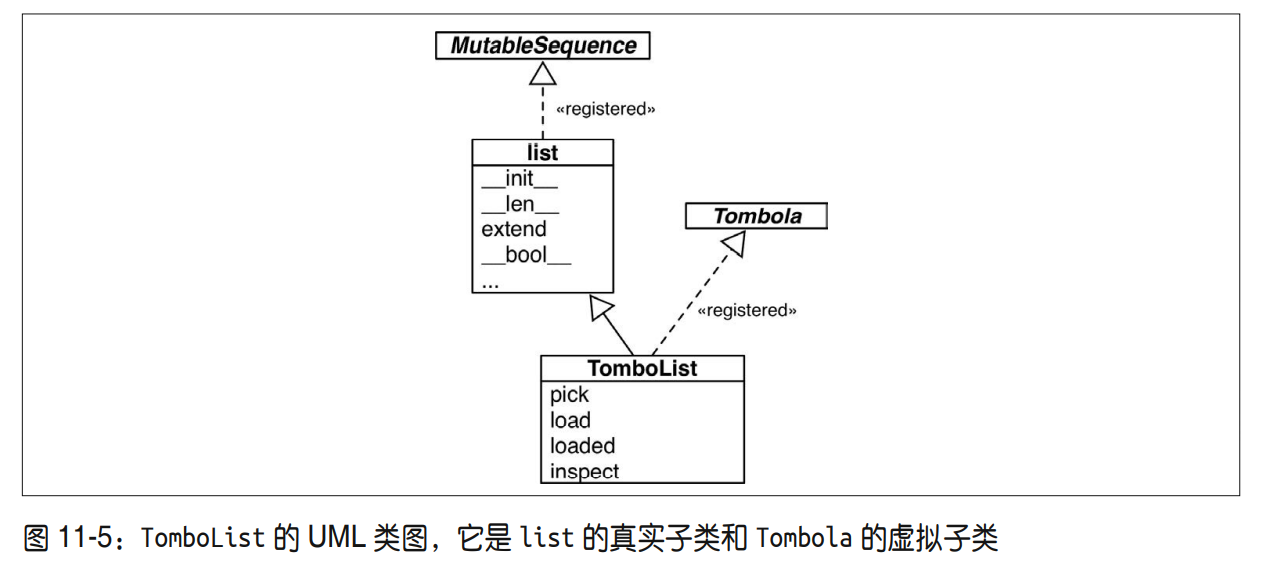 MutableSequence
«registered»
list
__init__
__len__
extend
__bool__
...
Tombola
«registered»
TomboList
pick
load
loaded
inspect
图 11-5：TomboList 的 UML 类图，它是 list 的真实子类和 Tombola 的虚拟子类